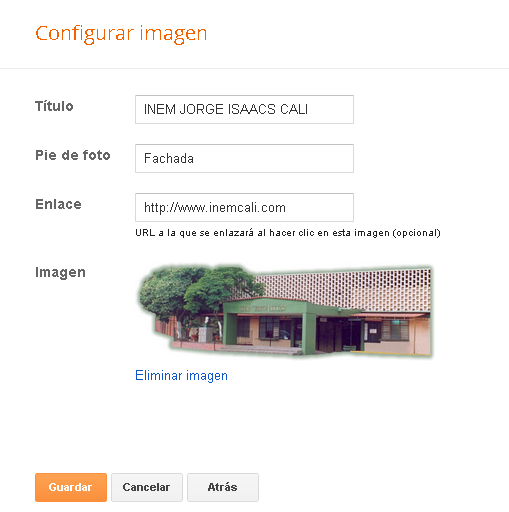 Configurar imagen
Título
INEM JORGE ISAACS CALI
Pie de foto
Fachada
Enlace
http://www.inemcali.com
URL a la que se enlazará al hacer clic en esta imagen (opcional)
Imagen
Eliminar imagen
Guardar
Cancelar
Atrás